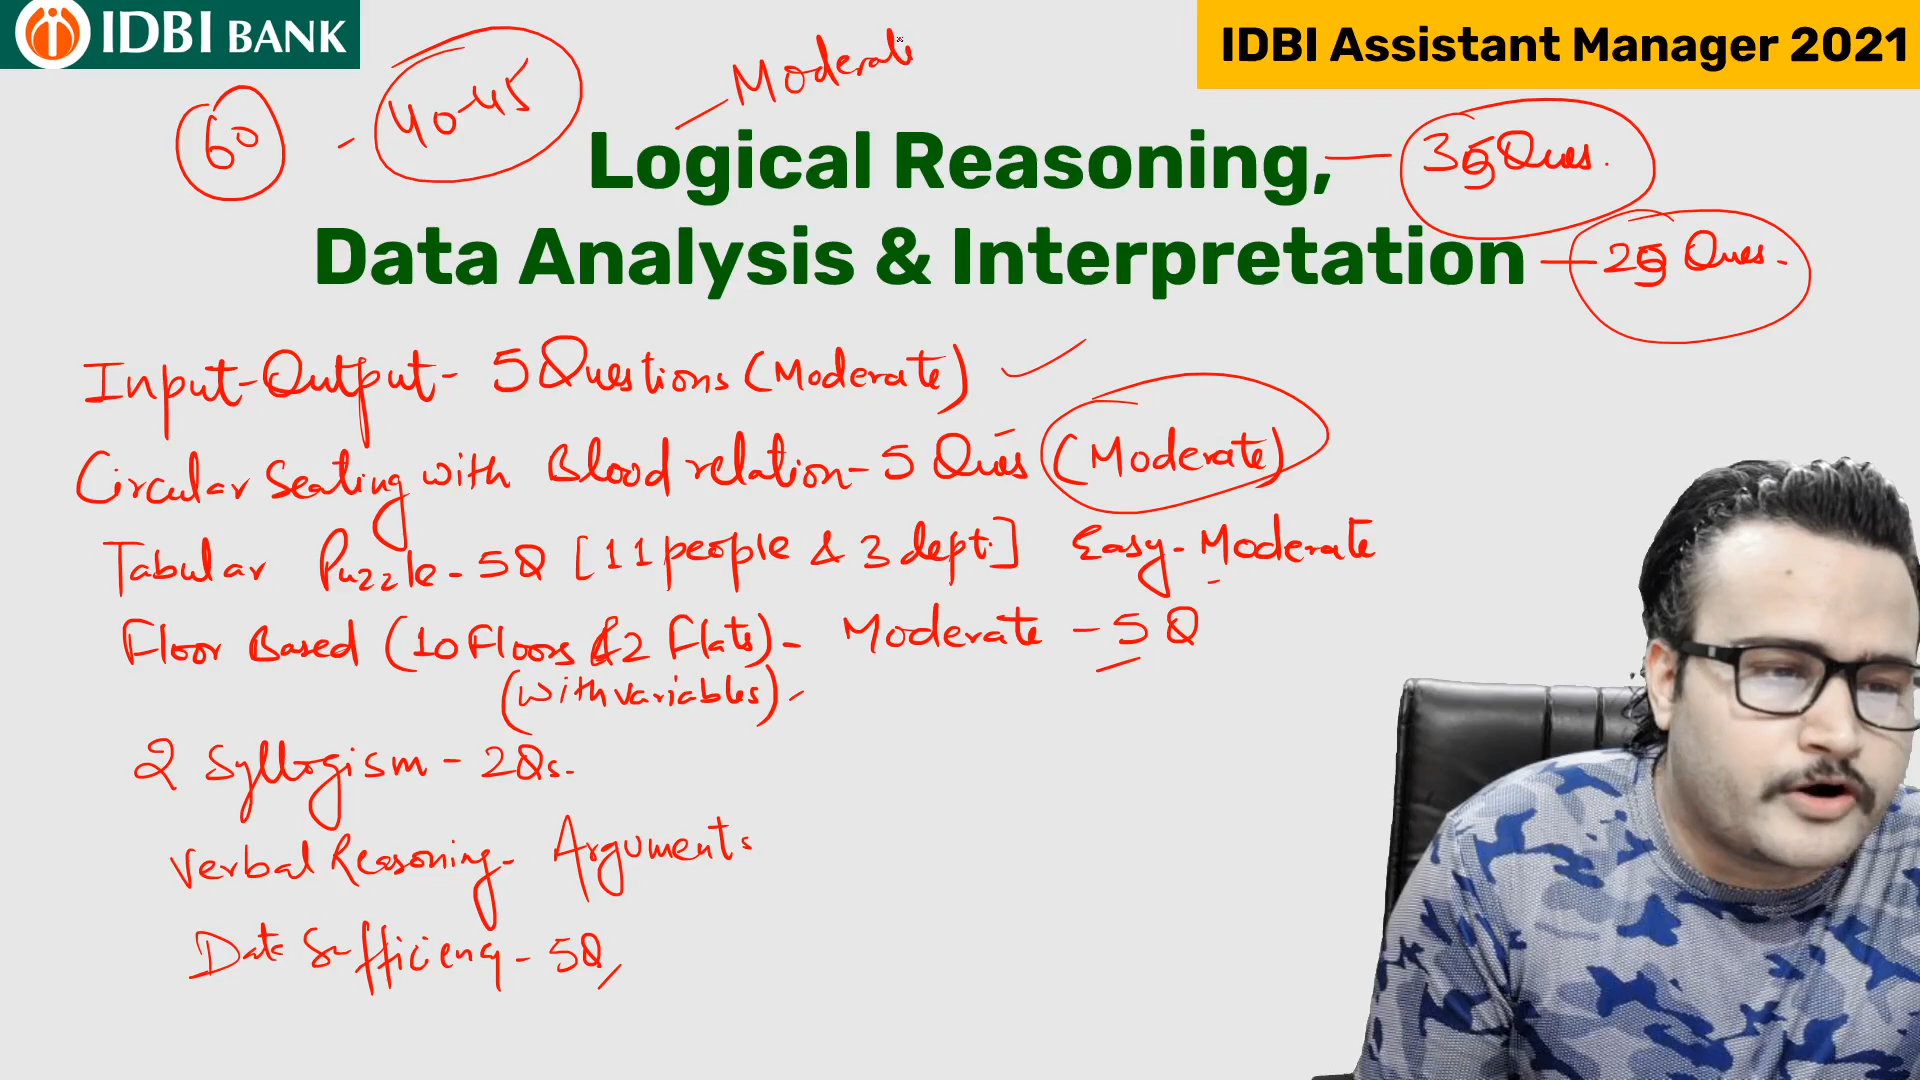 IDBI BANK
IDBI Assistant Manager 2021
60 - 40-45
- Moderate
Logical Reasoning, - 35 Ques.
Data Analysis & Interpretation - 25 Ques.
Input-Output- 5 Questions (Moderate)
Circular Seating with Blood relation- 5 Ques (Moderate)
Tabular Puzzle- 5Q [11 people & 3 dept.] Easy-Moderate
Floor Based (10 Floors & 2 Flats)- Moderate - 5 Q
(with variables)-
2 Syllogism - 2Qs.
Verbal Reasoning- Arguments
Data Sufficiency - 5Q